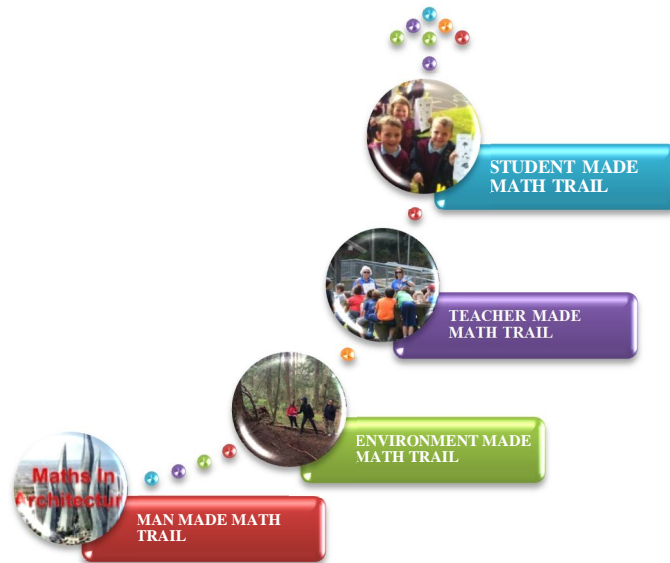 STUDENT MADE
MATH TRAIL
TEACHER MADE
MATH TRAIL
ENVIRONMENT MADE
MATH TRAIL
Maths In
Architectur
MAN MADE MATH
TRAIL